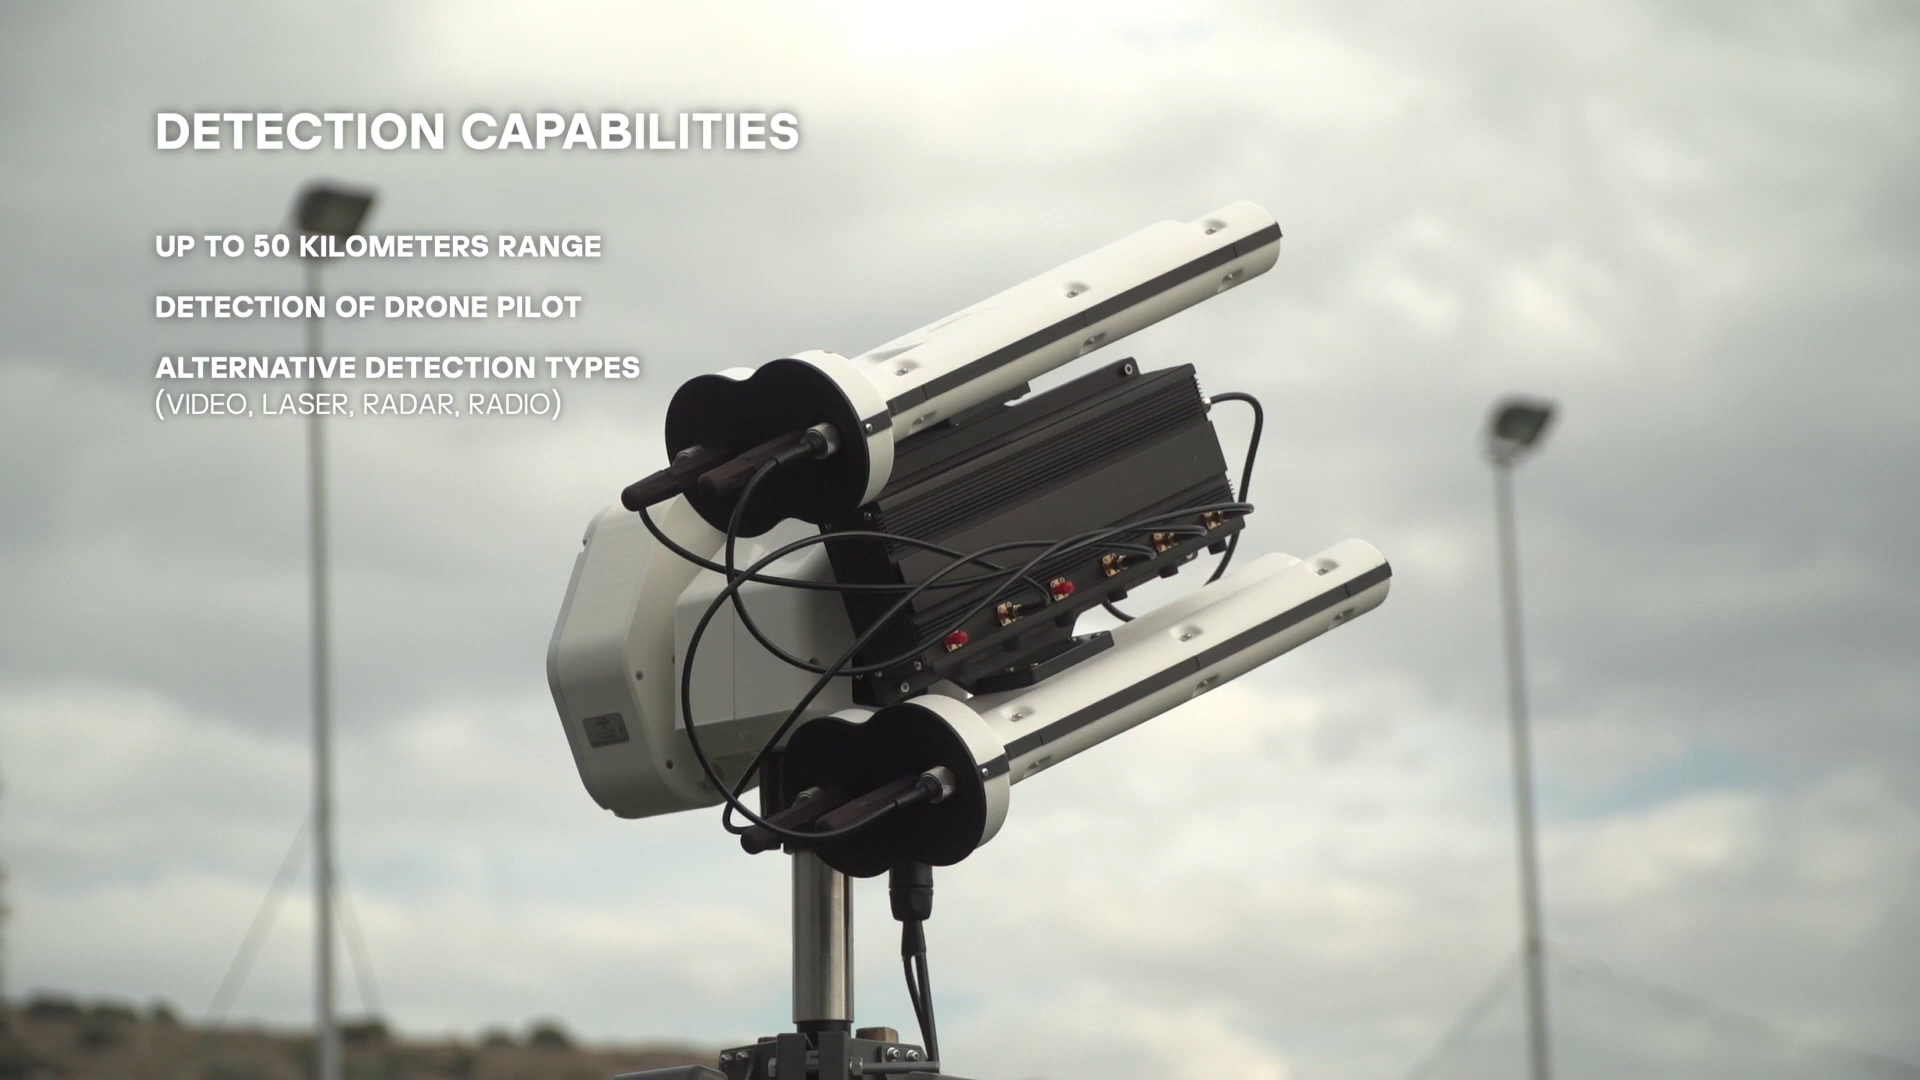 DETECTION CAPABILITIES
UP TO 50 KILOMETERS RANGE
DETECTION OF DRONE PILOT
ALTERNATIVE DETECTION TYPES
(VIDEO, LASER, RADAR, RADIO)